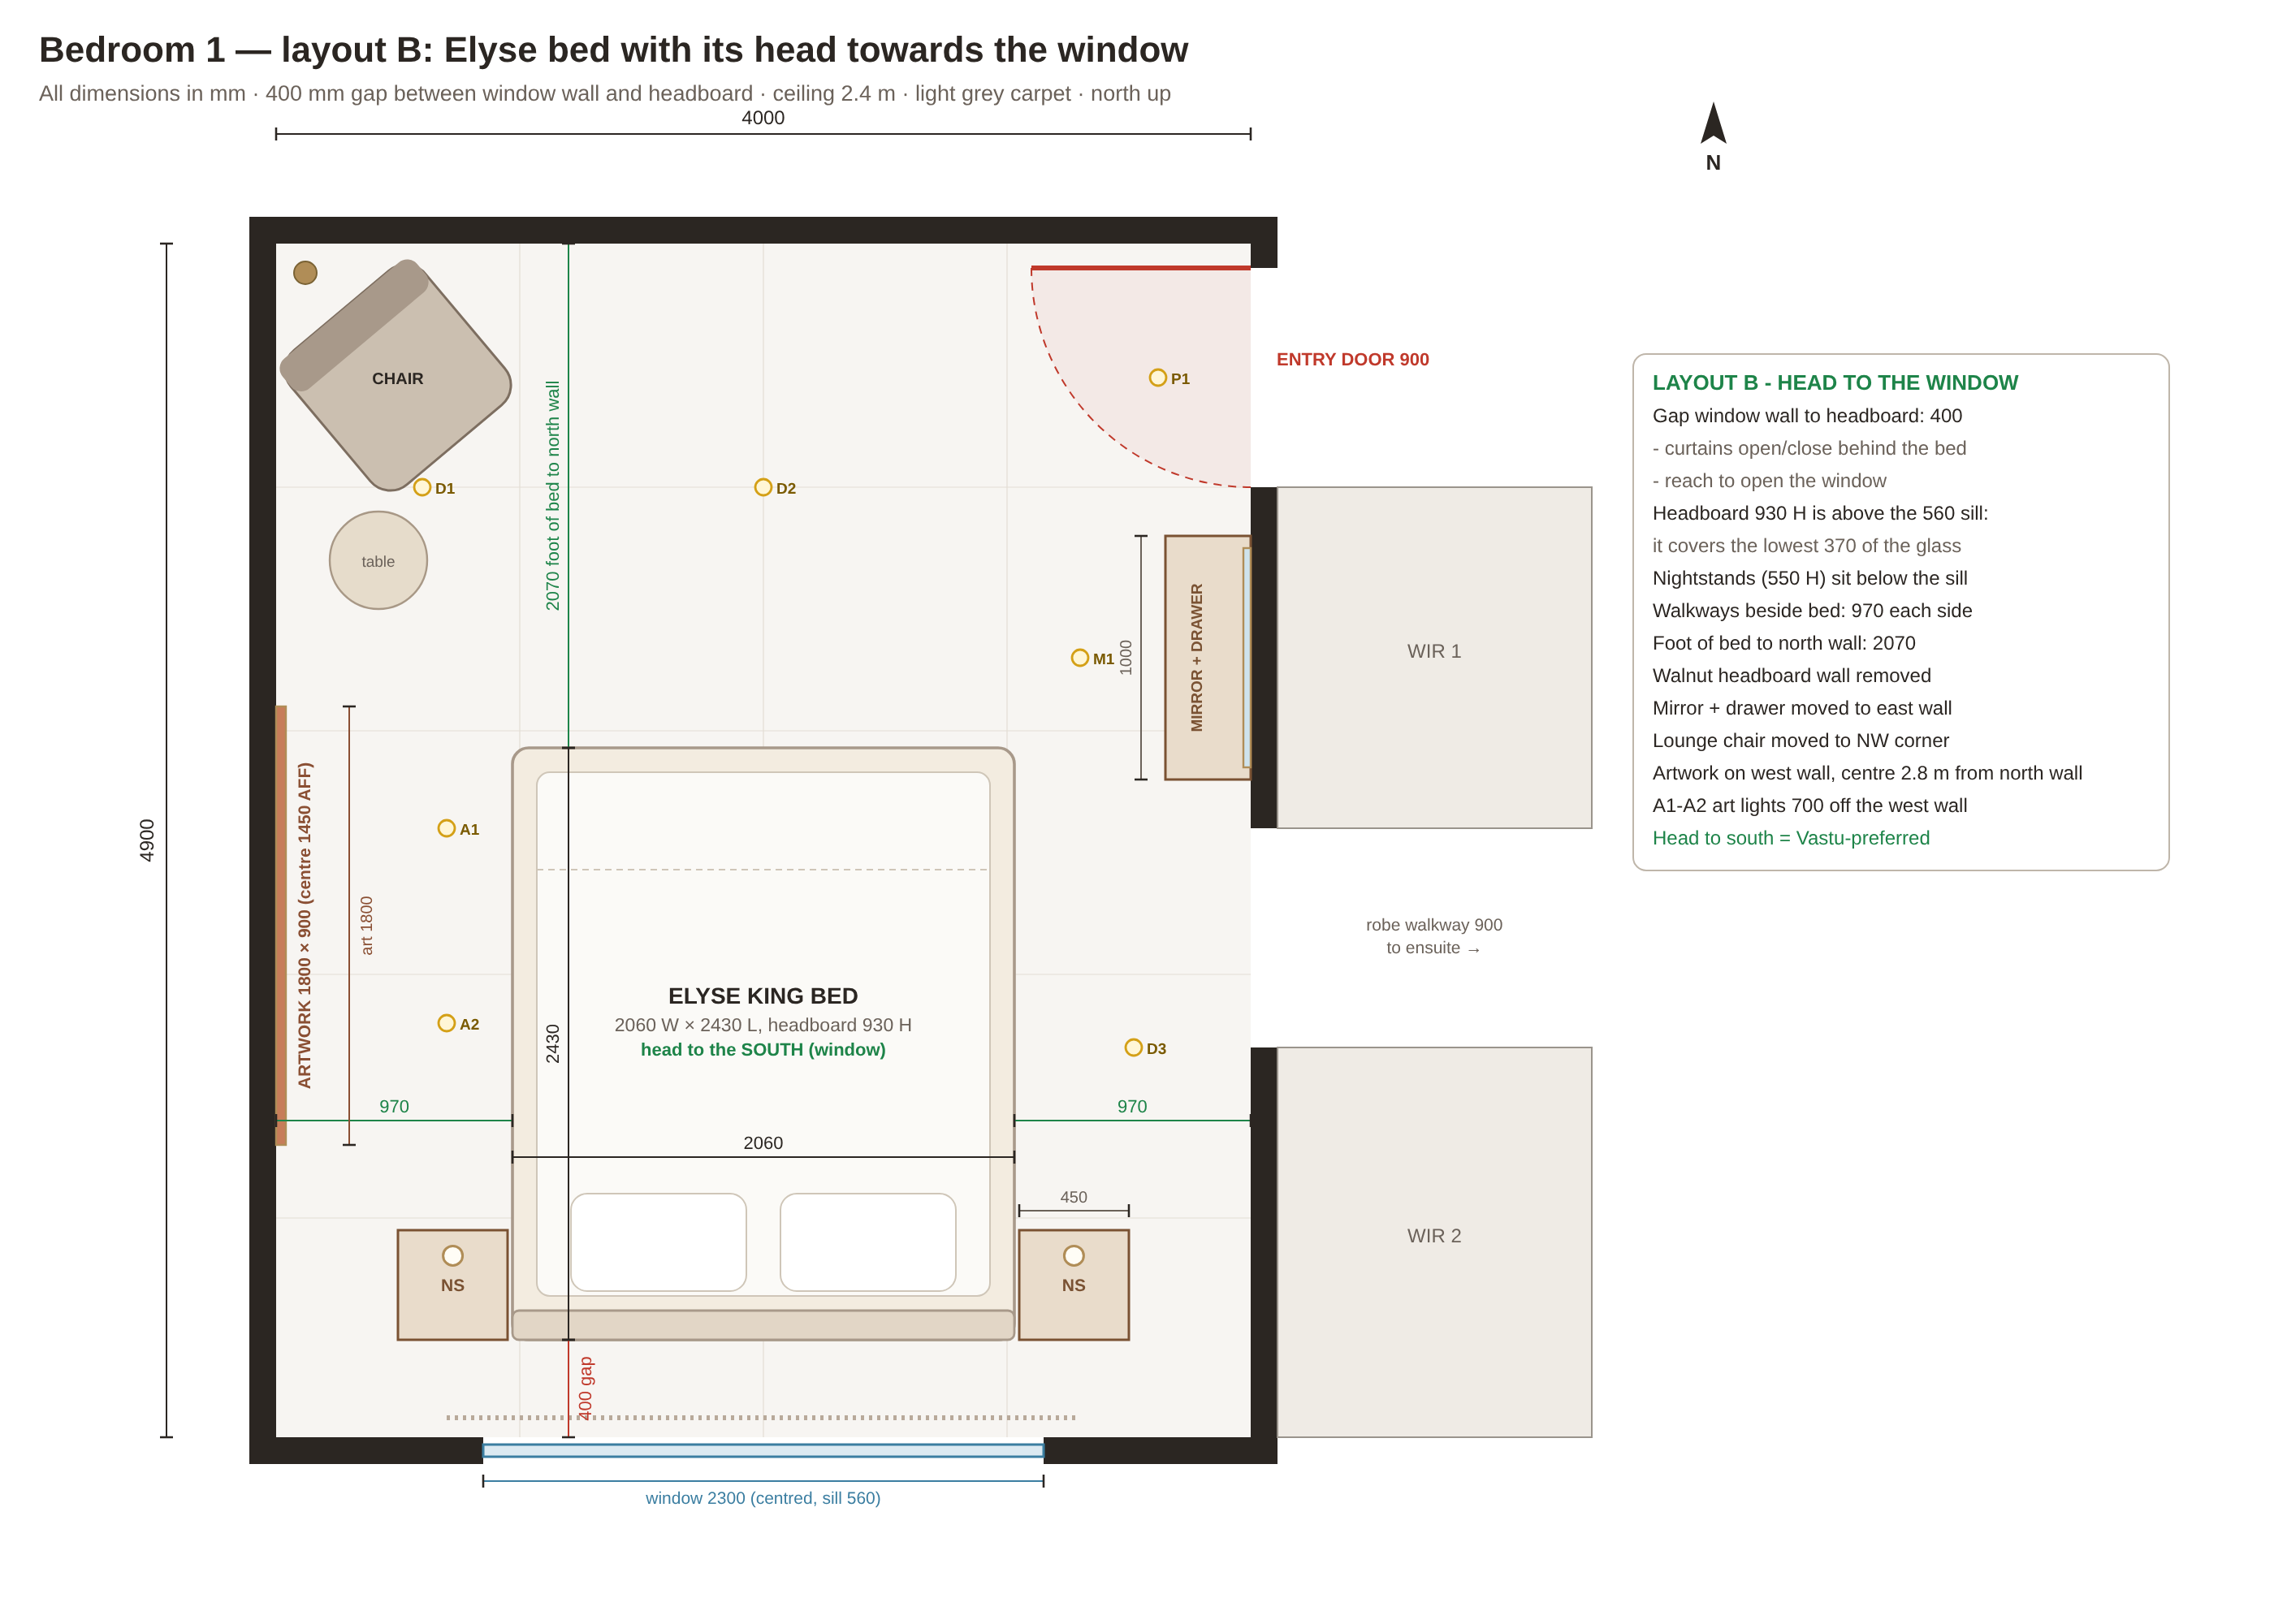 Bedroom 1 — layout B: Elyse bed with its head towards the window
All dimensions in mm · 400 mm gap between window wall and headboard · ceiling 2.4 m · light grey carpet · north up
4000
N
ENTRY DOOR 900
P1
CHAIR
D1
D2
2070 foot of bed to north wall
table
M1
1000
MIRROR + DRAWER
WIR 1
4900
ARTWORK 1800 × 900 (centre 1450 AFF)
art 1800
A1
A2
robe walkway 900
to ensuite →
ELYSE KING BED
2060 W × 2430 L, headboard 930 H
head to the SOUTH (window)
2430
D3
970
970
2060
450
NS
NS
WIR 2
400 gap
window 2300 (centred, sill 560)
LAYOUT B - HEAD TO THE WINDOW
Gap window wall to headboard: 400
- curtains open/close behind the bed
- reach to open the window
Headboard 930 H is above the 560 sill:
it covers the lowest 370 of the glass
Nightstands (550 H) sit below the sill
Walkways beside bed: 970 each side
Foot of bed to north wall: 2070
Walnut headboard wall removed
Mirror + drawer moved to east wall
Lounge chair moved to NW corner
Artwork on west wall, centre 2.8 m from north wall
A1-A2 art lights 700 off the west wall
Head to south = Vastu-preferred